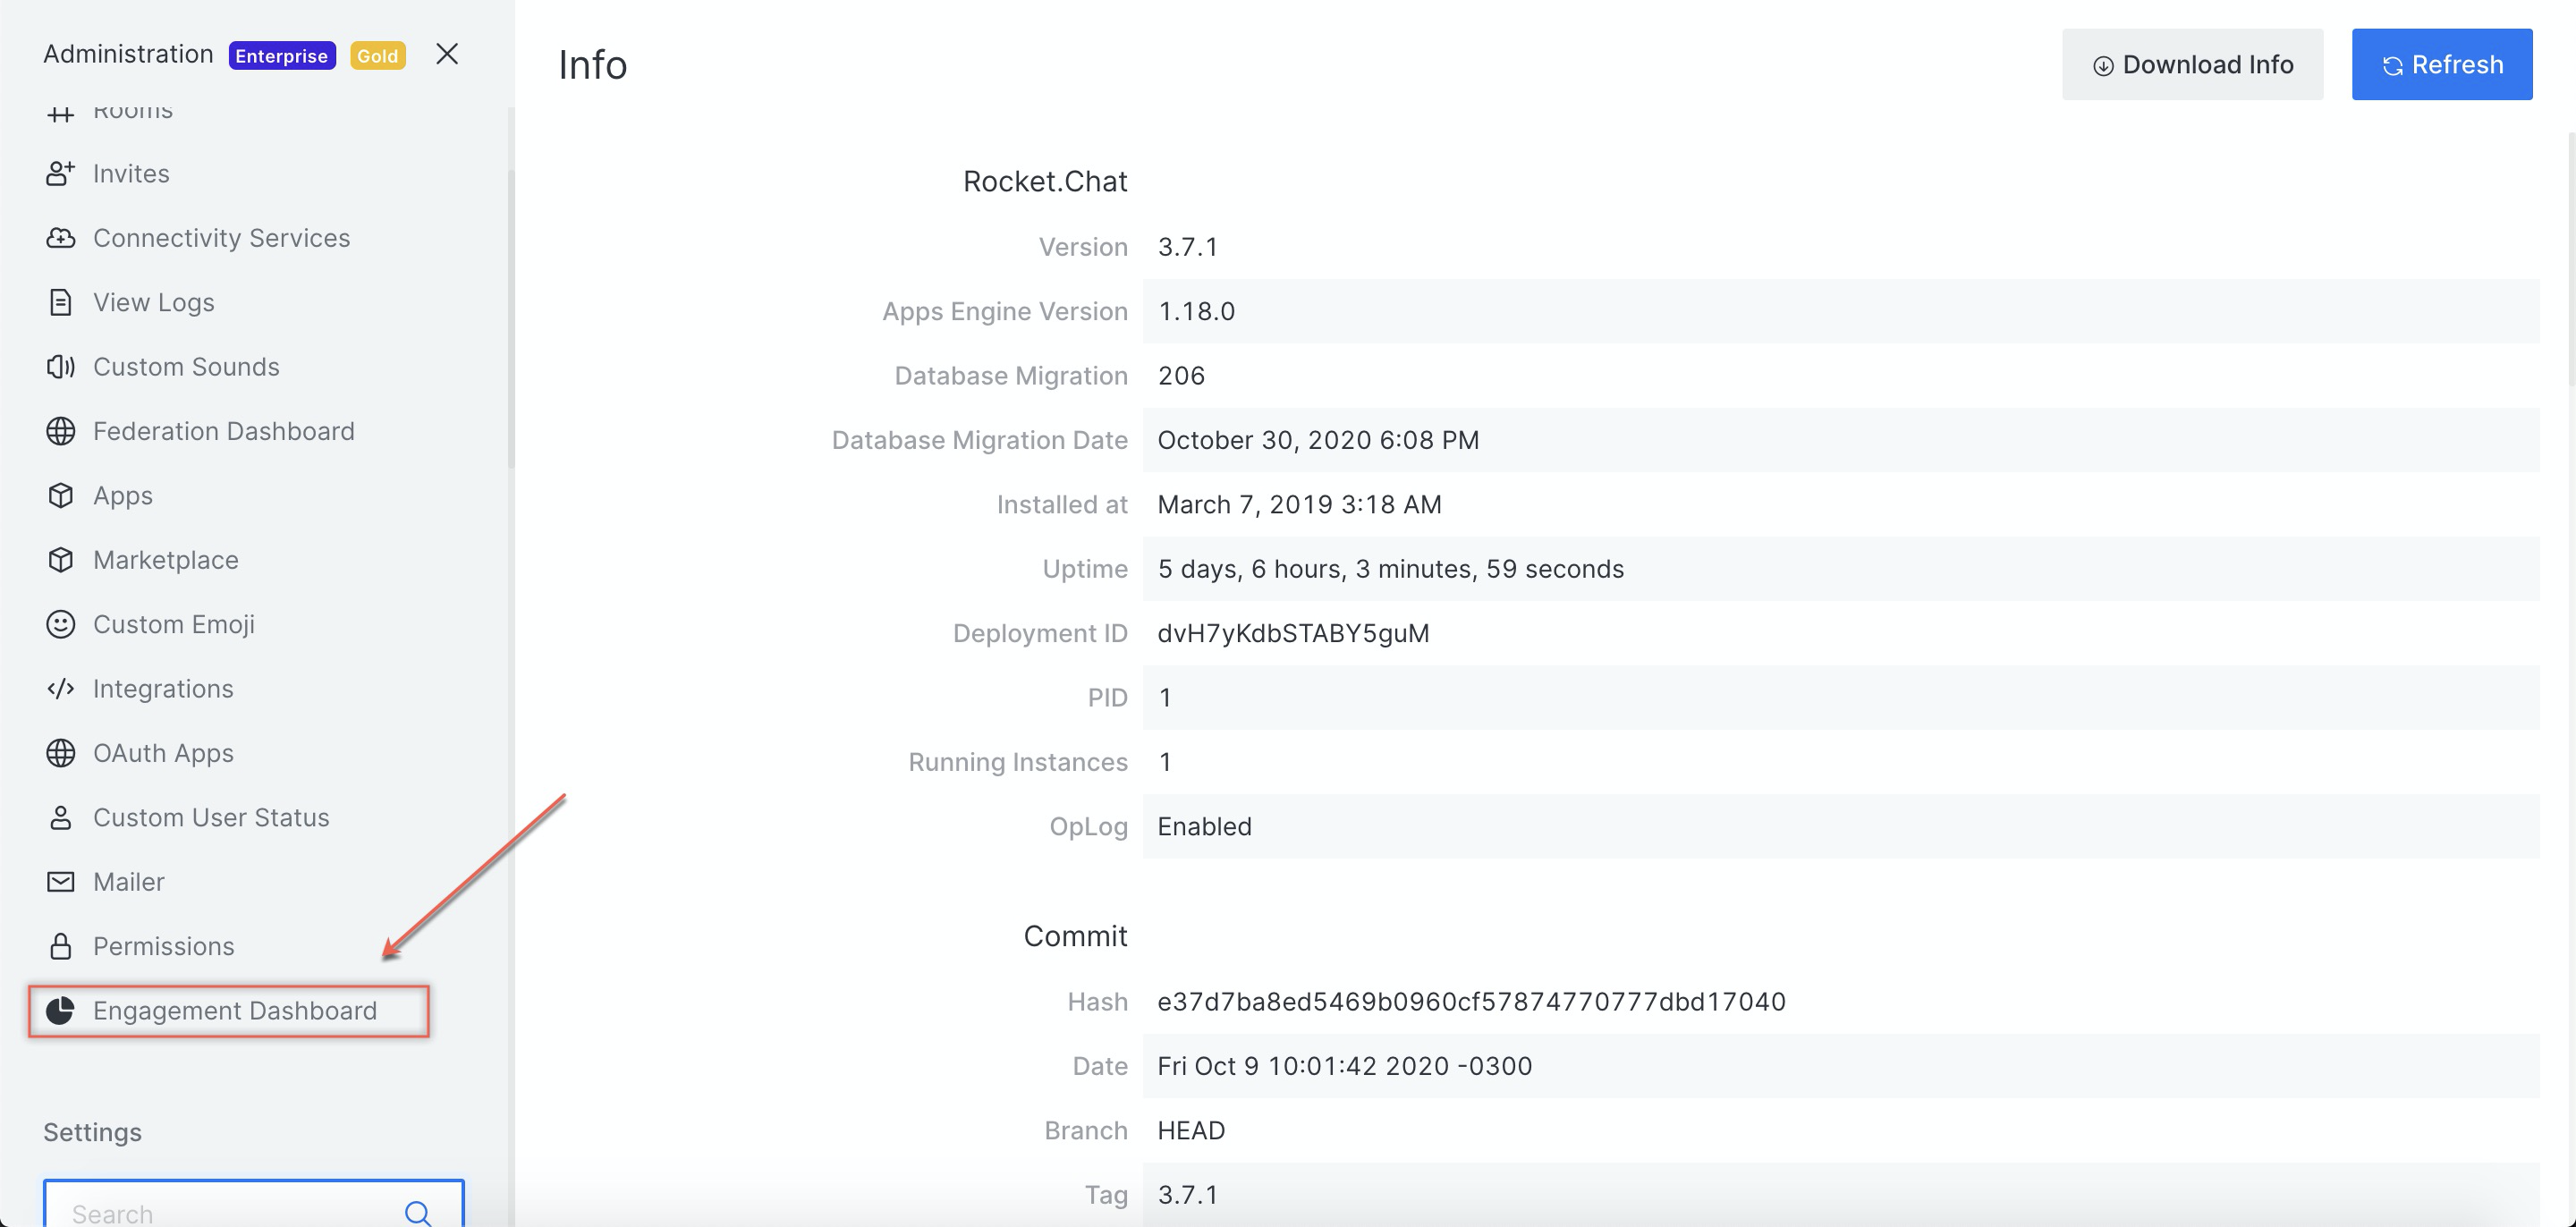 Administration Enterprise Gold
Rooms
Invites
Connectivity Services
View Logs
Custom Sounds
Federation Dashboard
Apps
Marketplace
Custom Emoji
Integrations
OAuth Apps
Custom User Status
Mailer
Permissions
Engagement Dashboard
Settings
Search
Info
Download Info
Refresh
Rocket.Chat
Version 3.7.1
Apps Engine Version 1.18.0
Database Migration 206
Database Migration Date October 30, 2020 6:08 PM
Installed at March 7, 2019 3:18 AM
Uptime 5 days, 6 hours, 3 minutes, 59 seconds
Deployment ID dvH7yKdbSTABY5guM
PID 1
Running Instances 1
OpLog Enabled
Commit
Hash e37d7ba8ed5469b0960cf57874770777dbd17040
Date Fri Oct 9 10:01:42 2020 -0300
Branch HEAD
Tag 3.7.1